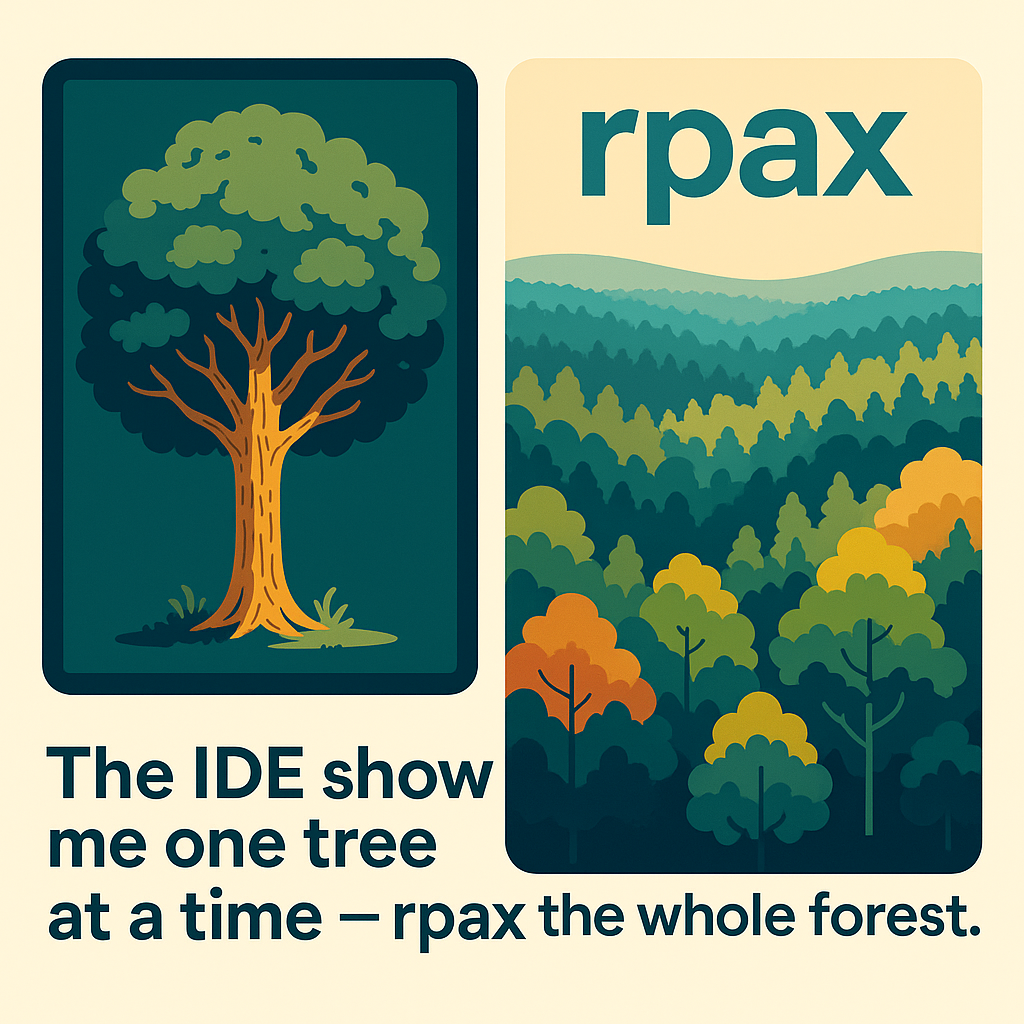 rpax
The IDE show
me one tree
at a time – rpax the whole forest.